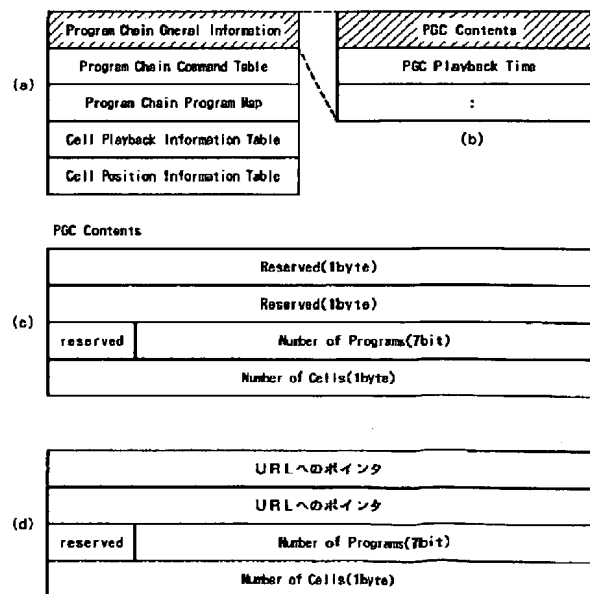 Program Chain Gneral Information
PGC Contents
Program Chain Command Table
PGC Playback Time
(a)
Program Chain Program Map
:
Cell Playback Information Table
(b)
Cell Position Information Table
PGC Contents
Reserved(1byte)
Reserved(1byte)
(c)
reserved
Number of Programs(7bit)
Number of Cells(1byte)
URLへのポインタ
URLへのポインタ
(d)
reserved
Number of Programs(7bit)
Number of Cells(1byte)